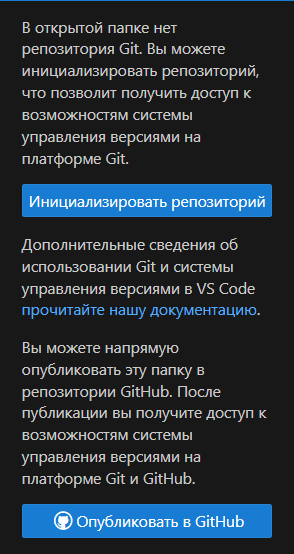 В открытой папке нет
репозитория Git. Вы можете
инициализировать репозиторий,
что позволит получить доступ к
возможностям системы
управления версиями на
платформе Git.
Инициализировать репозиторий
Дополнительные сведения об
использовании Git и системы
управления версиями в VS Code
прочитайте нашу документацию.
Вы можете напрямую
опубликовать эту папку в
репозитории GitHub. После
публикации вы получите доступ к
возможностям системы
управления версиями на
платформе Git и GitHub.
Опубликовать в GitHub